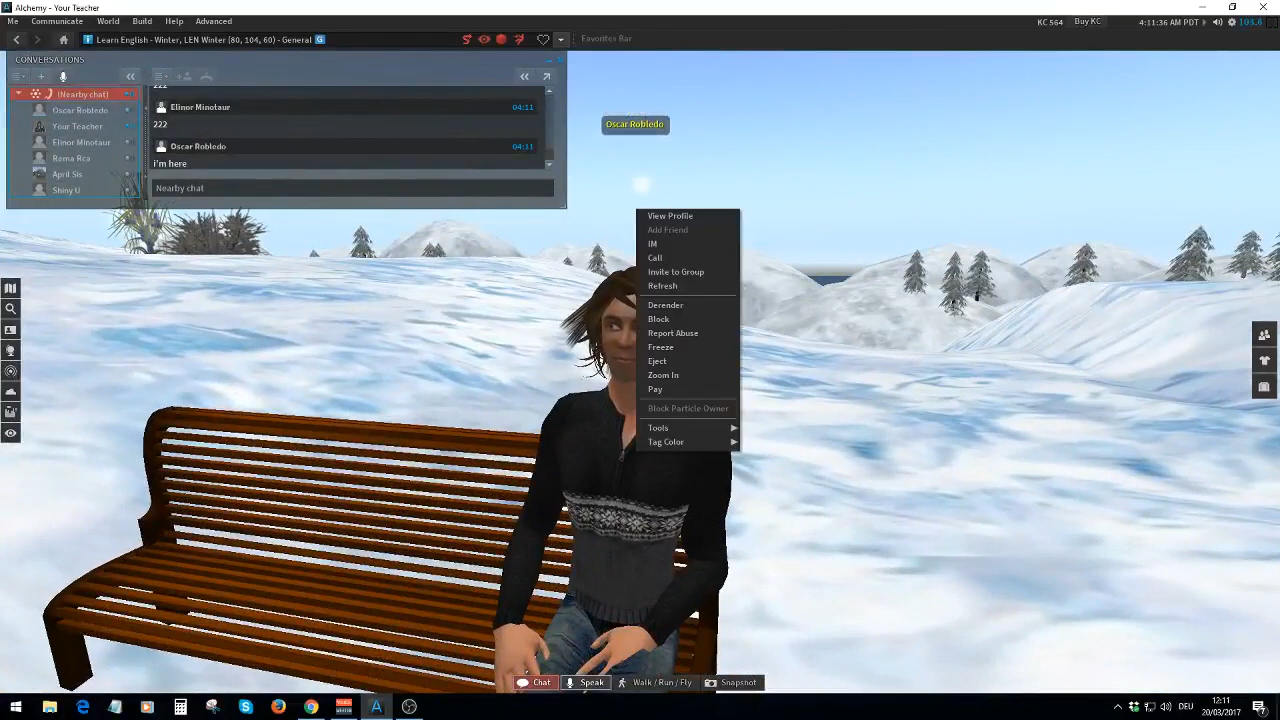 Alchemy - Your Teacher
Me Communicate World Build Help Advanced
KC 564 Buy KC 4:11:36 AM PDT 103.6
Learn English - Winter, LEN Winter (80, 104, 60) - General G
Favorites Bar
CONVERSATIONS
(Nearby chat)
Oscar Robledo
Your Teacher
Elinor Minotaur
Rema Rca
April Sis
Shiny U
222
Elinor Minotaur 04:11
222
Oscar Robledo 04:11
i'm here
Nearby chat
Oscar Robledo
View Profile
Add Friend
IM
Call
Invite to Group
Refresh
Derender
Block
Report Abuse
Freeze
Eject
Zoom In
Pay
Block Particle Owner
Tools
Tag Color
Chat Speak Walk / Run / Fly Snapshot
DEU
12:11
20/03/2017